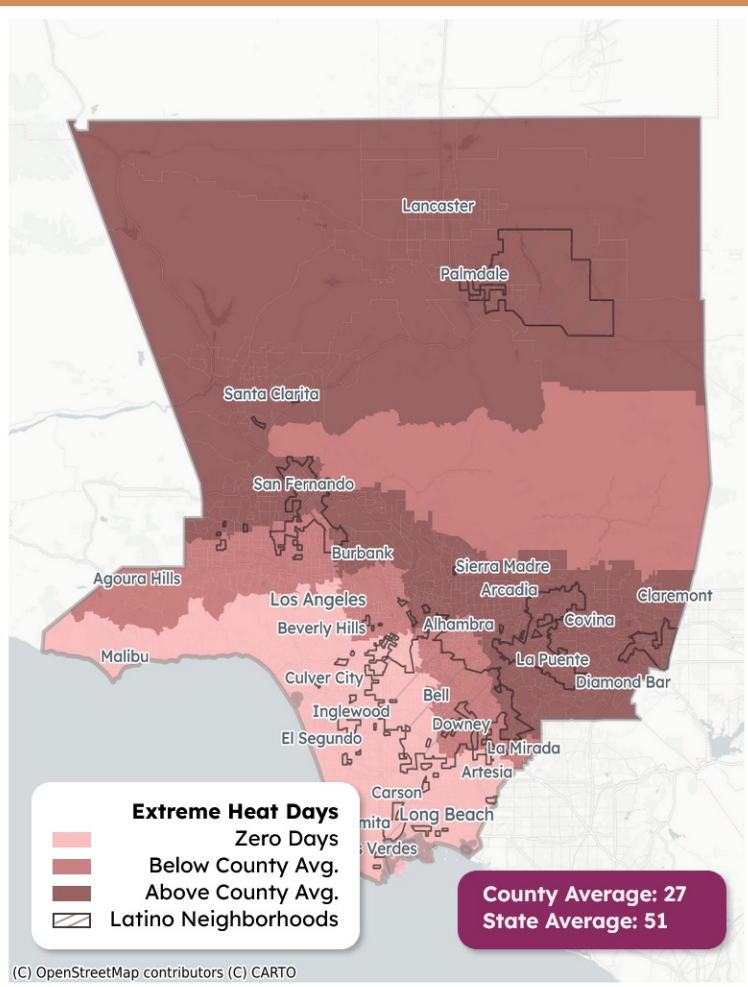 Lancaster
Palmdale
Santa Clarita
San Fernando
Burbank
Sierra Madre
Agoura Hills
Arcadia
Claremont
Los Angeles
Covina
Beverly Hills
Alhambra
Malibu
La Puente
Culver City
Diamond Bar
Bell
Inglewood
Downey
El Segundo
La Mirada
Artesia
Carson
mita
Long Beach
s Verdes
Extreme Heat Days
Zero Days
Below County Avg.
Above County Avg.
Latino Neighborhoods
County Average: 27
State Average: 51
(C) OpenStreetMap contributors (C) CARTO